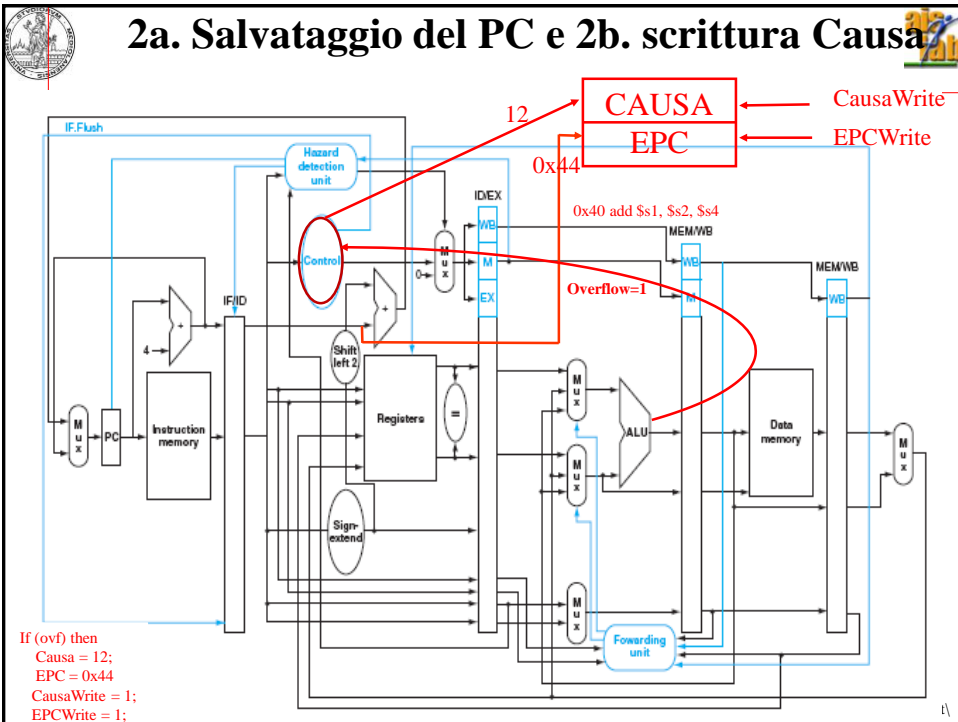 2a. Salvataggio del PC e 2b. scrittura Causa
CAUSA
EPC
CausaWrite
EPCWrite
12
0x44
IF.Flush
Hazard
detection
unit
ID/EX
0x40 add $s1, $s2, $s4
MEM/WB
MEM/WB
WB
M
EX
WB
M
WB
Control
0
M
u
x
Overflow=1
IF/ID
+
4
+
Shift
left 2
M
u
x
PC
Instruction
memory
Registers
=
M
u
x
ALU
M
u
x
Data
memory
M
u
x
Sign-
extend
M
u
x
Fowarding
unit
If (ovf) then
Causa = 12;
EPC = 0x44
CausaWrite = 1;
EPCWrite = 1;
t\